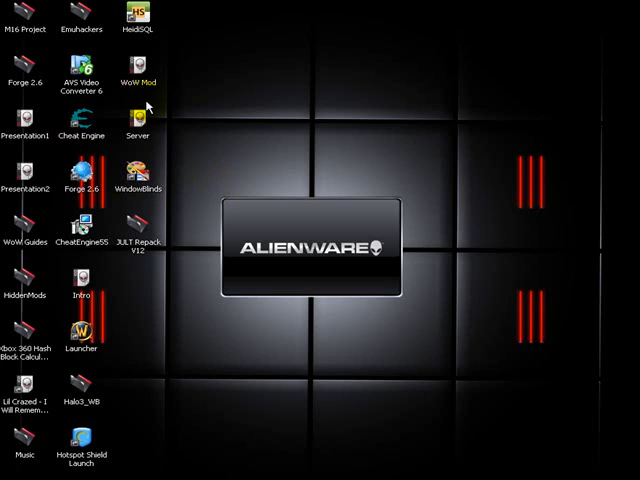 M16 Project
Emuhackers
HeidiSQL
Forge 2.6
AVS Video
Converter 6
WoW Mod
Presentation1
Cheat Engine
Server
Presentation2
Forge 2.6
WindowBlinds
WoW Guides
CheatEngine55
JULT Repack
V12
HiddenMods
Intro
Xbox 360 Hash
Block Calcul...
Launcher
Lil Crazed - I
Will Remem...
Halo3_WB
Music
Hotspot Shield
Launch
ALIENWARE
HS
6
W